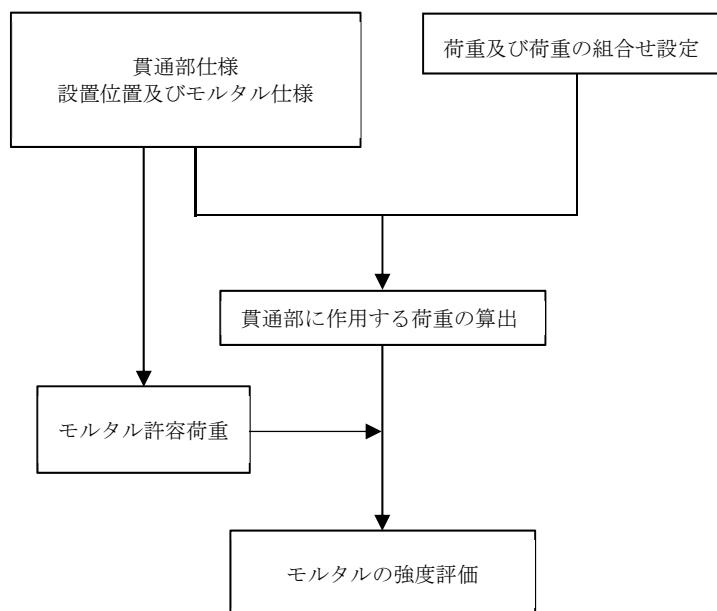 貫通部仕様
設置位置及びモルタル仕様
荷重及び荷重の組合せ設定
貫通部に作用する荷重の算出
モルタル許容荷重
モルタルの強度評価